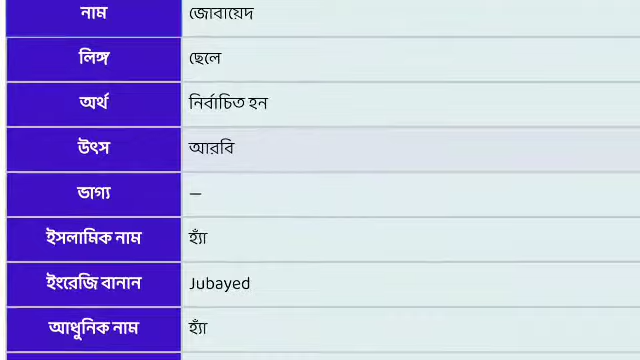 নাম জোবায়েদ
লিঙ্গ ছেলে
অর্থ নির্বাচিত হন
উৎস আরবি
ভাগ্য –
ইসলামিক নাম হ্যাঁ
ইংরেজি বানান Jubayed
আধুনিক নাম হ্যাঁ